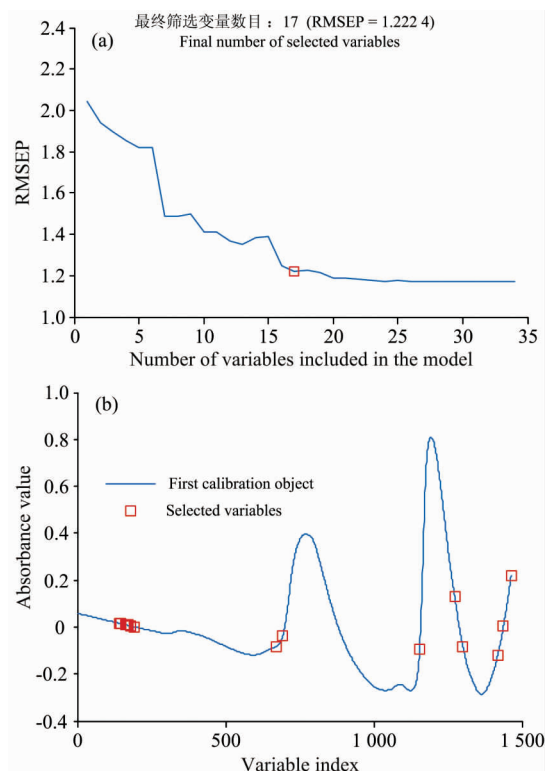 最终筛选变量数目：17 (RMSEP = 1.222 4)
(a)
Final number of selected variables
2.4
2.2
2.0
1.8
1.6
1.4
1.2
1.0
RMSEP
0 5 10 15 20 25 30 35
Number of variables included in the model
(b)
1.0
0.8
0.6
0.4
0.2
0
-0.2
-0.4
Absorbance value
First calibration object
Selected variables
0 500 1 000 1 500
Variable index